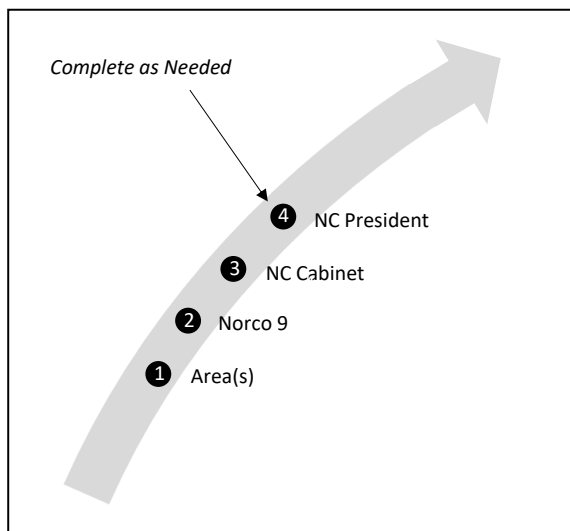 Complete as Needed
4 NC President
3 NC Cabinet
2 Norco 9
1 Area(s)